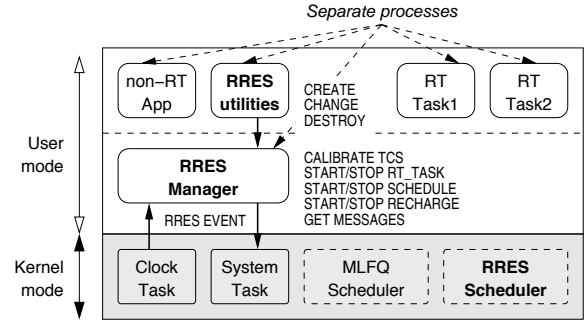 Separate processes
non−RT
App
RRES
utilities
RT
Task1
RT
Task2
CREATE
CHANGE
DESTROY
User
mode
RRES
Manager
CALIBRATE TCS
START/STOP RT_TASK
START/STOP SCHEDULE
START/STOP RECHARGE
GET MESSAGES
RRES EVENT
Kernel
mode
Clock
Task
System
Task
MLFQ
Scheduler
RRES
Scheduler